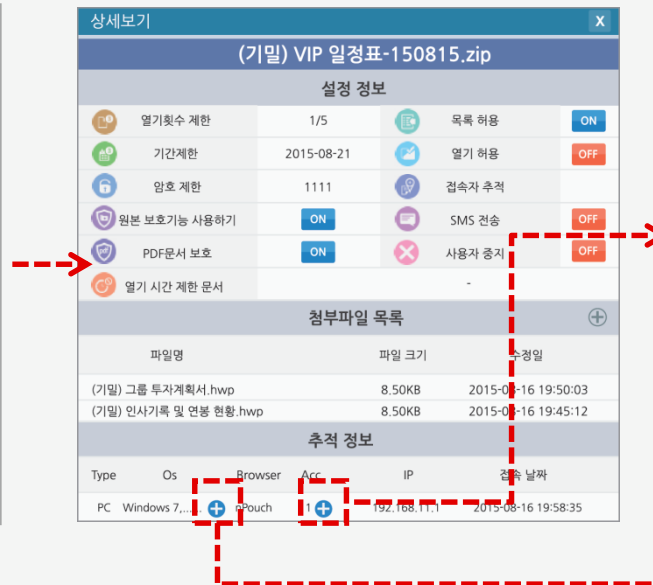 상세보기 X
(기밀) VIP 일정표-150815.zip
설정 정보
열기횟수 제한 1/5 목록 허용 ON
기간제한 2015-08-21 열기 허용 OFF
암호 제한 1111 접속자 추적
원본 보호기능 사용하기 ON SMS 전송 OFF
PDF문서 보호 ON 사용자 중지 OFF
열기 시간 제한 문서 -
첨부파일 목록
파일명 파일 크기 수정일
(기밀) 그룹 투자계획서.hwp 8.50KB 2015-08-16 19:50:03
(기밀) 인사기록 및 연봉 현황.hwp 8.50KB 2015-08-16 19:45:12
추적 정보
Type Os Browser Acc IP 접속 날짜
PC Windows 7,..... nPouch 1 192.168.11.1 2015-08-16 19:58:35